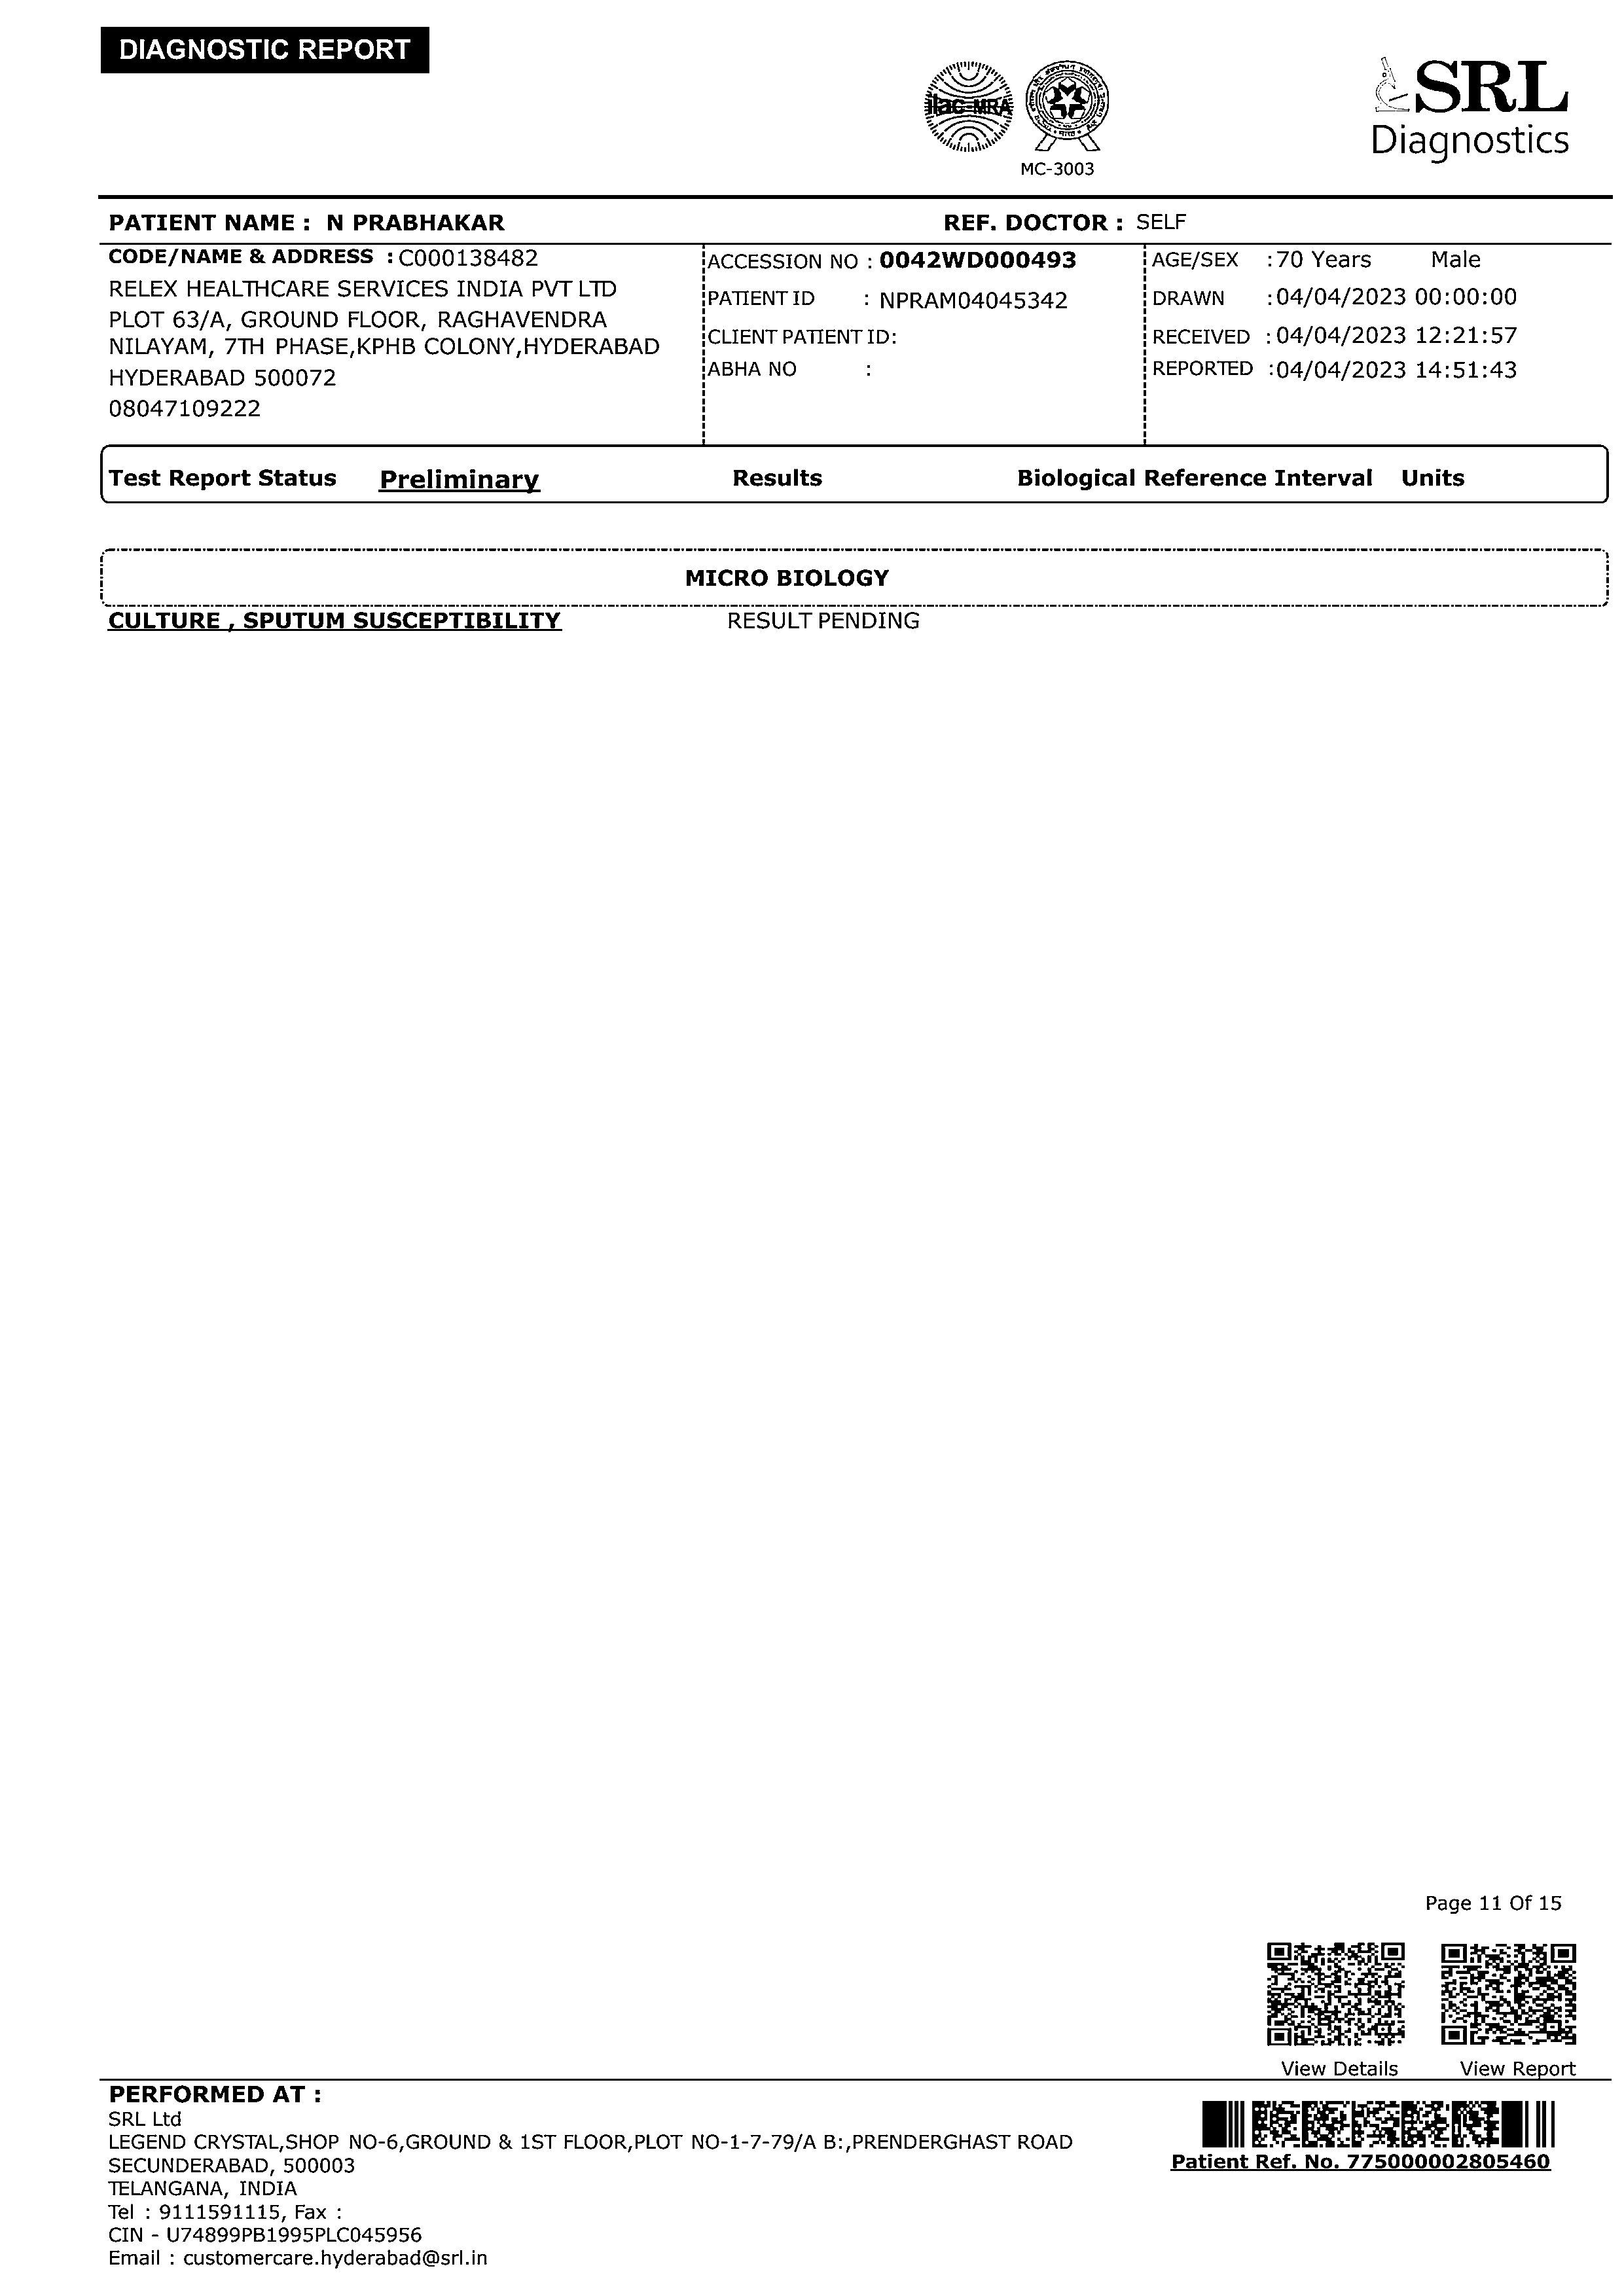 DIAGNOSTIC REPORT
ilac-MRA
MC-3003
SRL
Diagnostics
PATIENT NAME : N PRABHAKAR REF. DOCTOR : SELF
CODE/NAME & ADDRESS : C000138482 ACCESSION NO : 0042WD000493 AGE/SEX : 70 Years Male
RELEX HEALTHCARE SERVICES INDIA PVT LTD PATIENT ID : NPRAM04045342 DRAWN : 04/04/2023 00:00:00
PLOT 63/A, GROUND FLOOR, RAGHAVENDRA
NILAYAM, 7TH PHASE,KPHB COLONY,HYDERABAD CLIENT PATIENT ID: RECEIVED : 04/04/2023 12:21:57
HYDERABAD 500072 ABHA NO : REPORTED : 04/04/2023 14:51:43
08047109222
Test Report Status Preliminary Results Biological Reference Interval Units
MICRO BIOLOGY
CULTURE , SPUTUM SUSCEPTIBILITY RESULT PENDING
Page 11 Of 15
View Details View Report
PERFORMED AT :
SRL Ltd
LEGEND CRYSTAL,SHOP NO-6,GROUND & 1ST FLOOR,PLOT NO-1-7-79/A B:,PRENDERGHAST ROAD
SECUNDERABAD, 500003
TELANGANA, INDIA
Tel : 9111591115, Fax :
CIN - U74899PB1995PLC045956
Email : customercare.hyderabad@srl.in
Patient Ref. No. 775000002805460